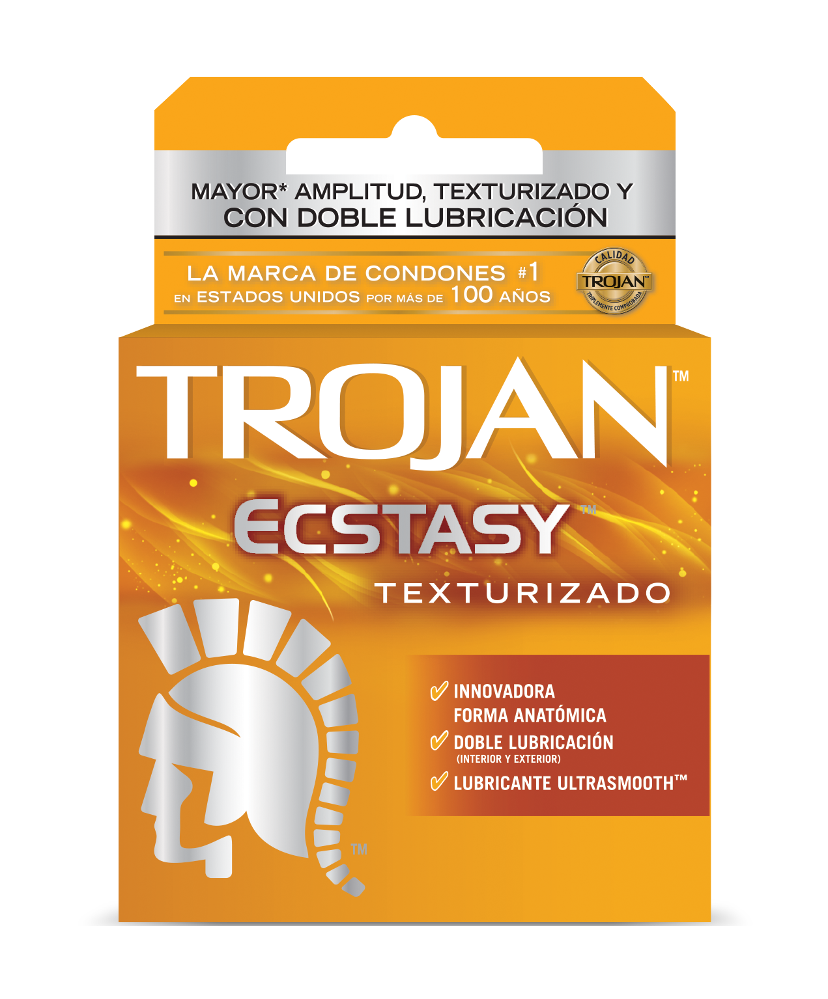 MAYOR* AMPLITUD, TEXTURIZADO Y
CON DOBLE LUBRICACIÓN
LA MARCA DE CONDONES #1
EN ESTADOS UNIDOS POR MÁS DE 100 AÑOS
CALIDAD
TROJAN™
TRIPLEMENTE COMPROBADA
TROJAN™
ECSTASY™
TEXTURIZADO
INNOVADORA
FORMA ANATÓMICA
DOBLE LUBRICACIÓN
(INTERIOR Y EXTERIOR)
LUBRICANTE ULTRASMOOTH™
TM